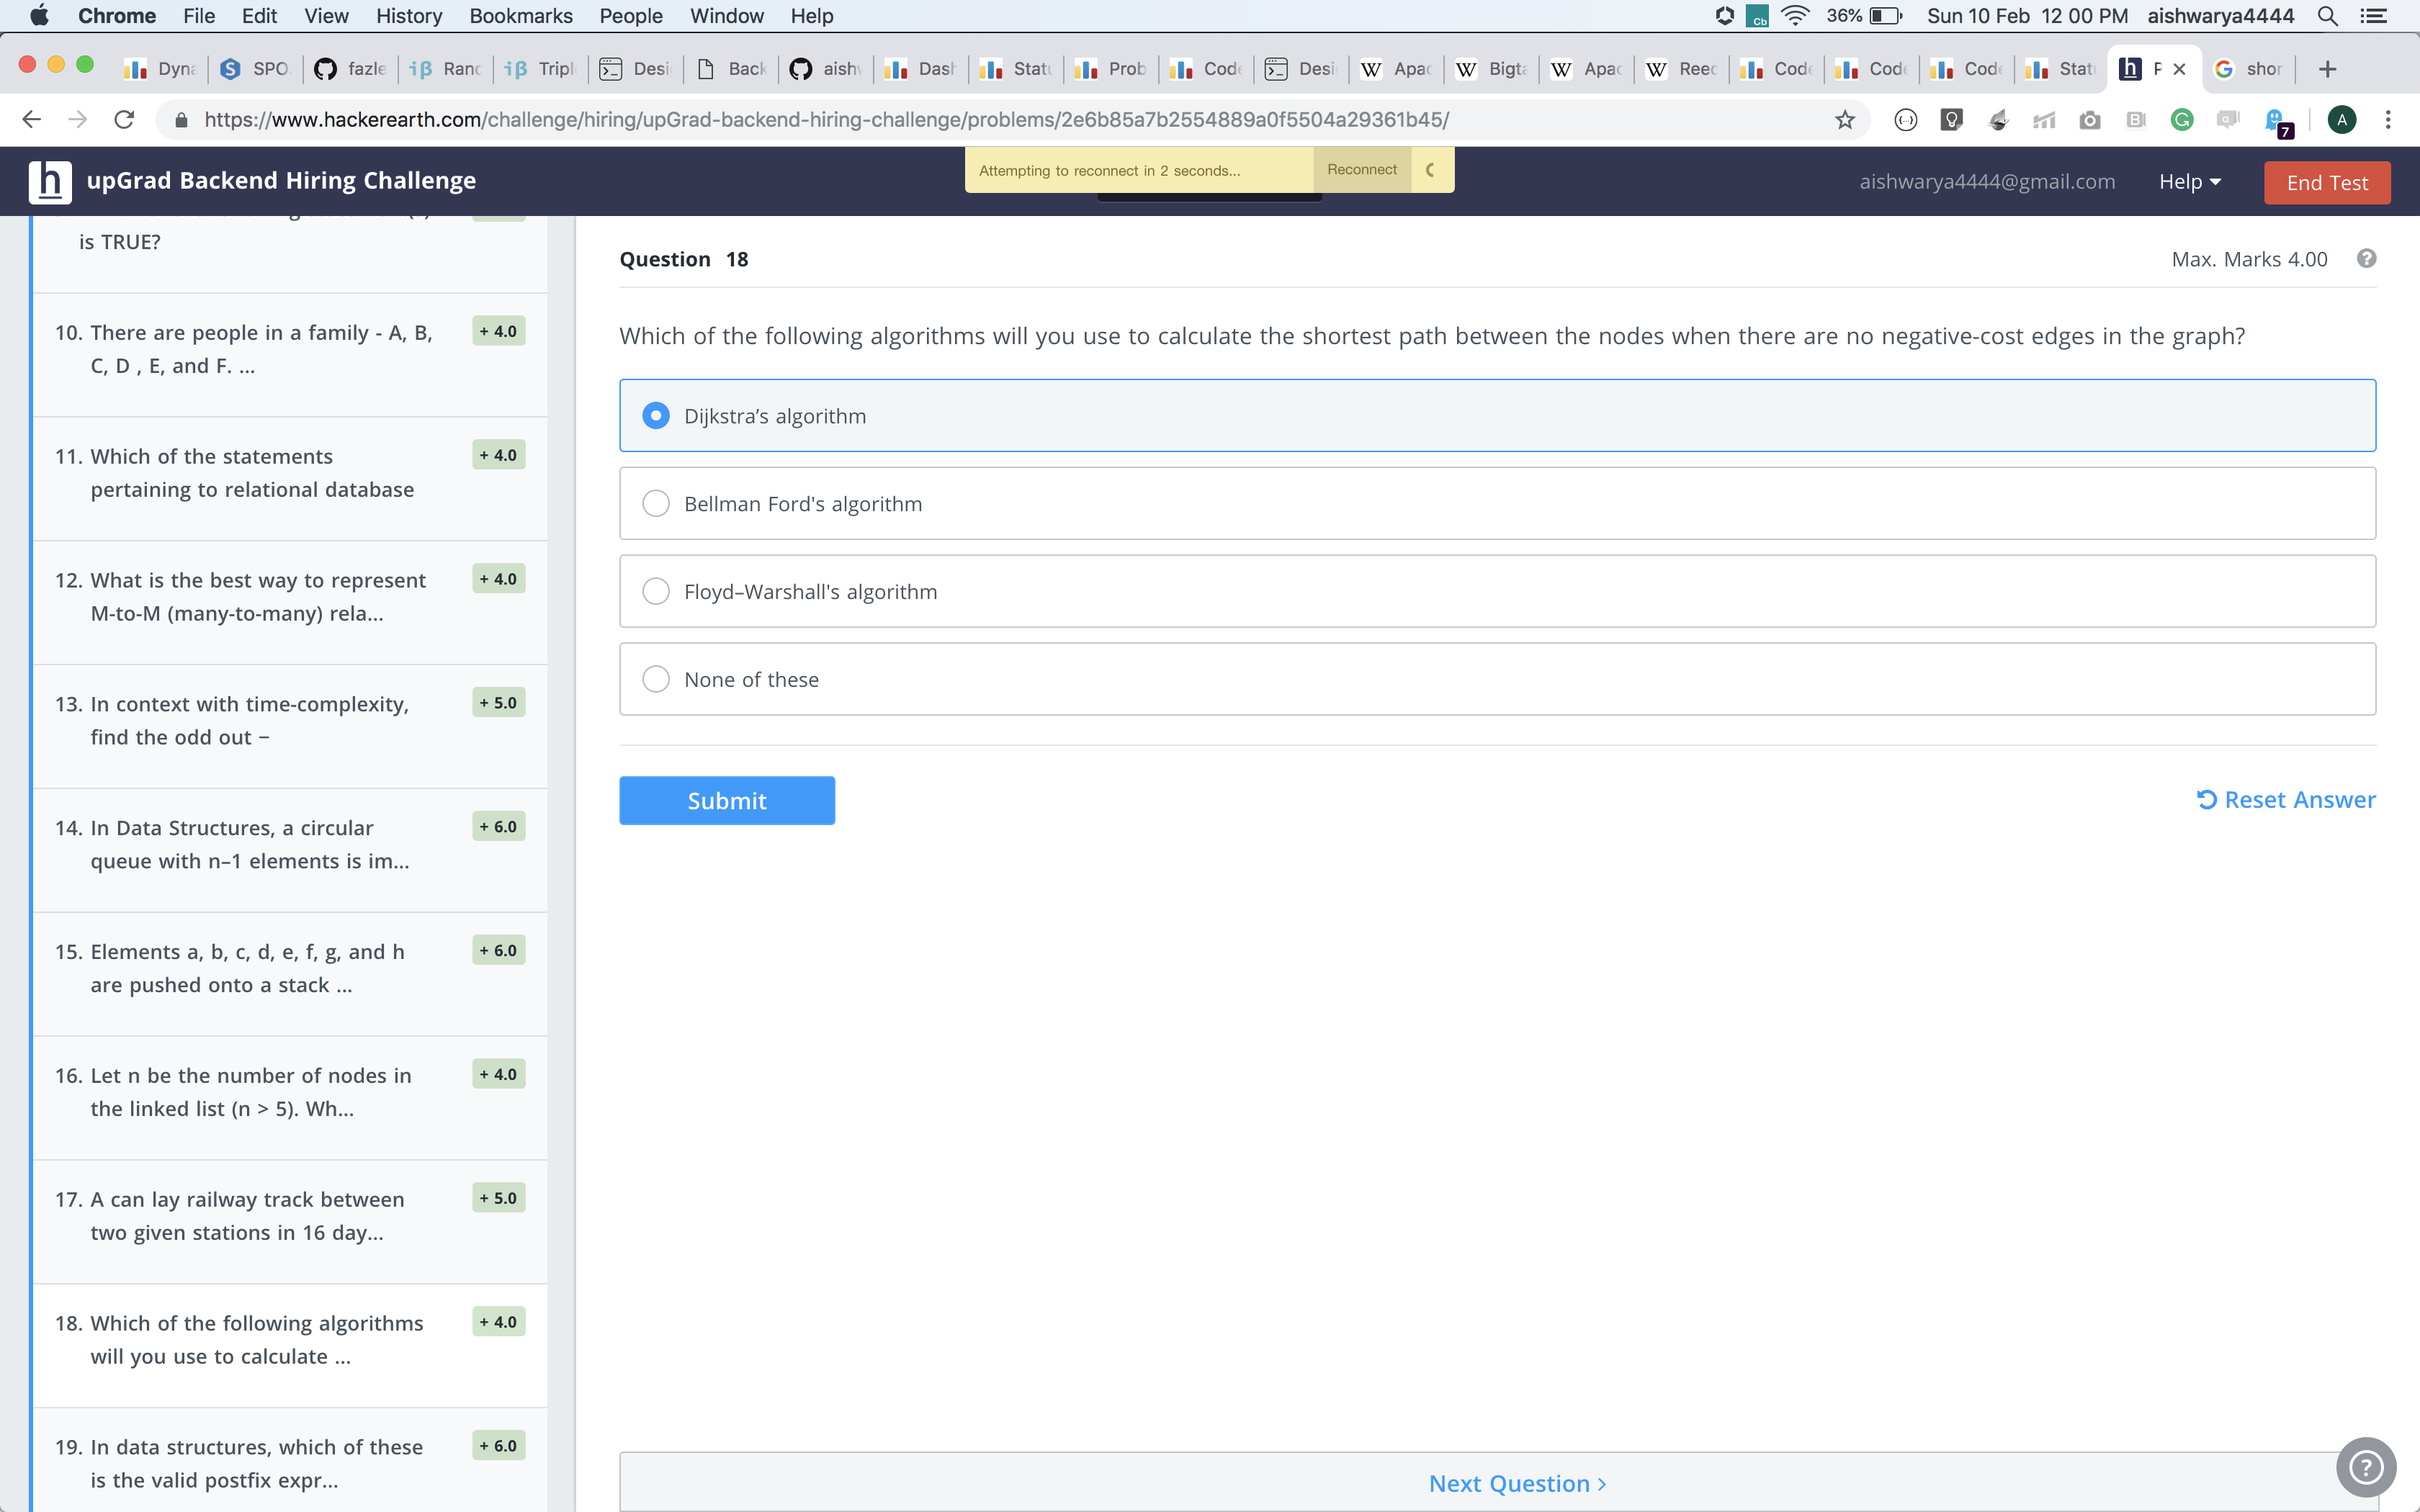 Chrome File Edit View History Bookmarks People Window Help
Cb 36% Sun 10 Feb 12 00 PM aishwarya4444
Dyna SPO fazle iβ Ranc iβ Tripl Desi Back aish Dash Stat Prob Code Desi W Apac W Bigta W Apac W Reed Code Code Code Stat h G shor
https://www.hackerearth.com/challenge/hiring/upGrad-backend-hiring-challenge/problems/2e6b85a7b2554889a0f5504a29361b45/
7 A
h upGrad Backend Hiring Challenge
Attempting to reconnect in 2 seconds... Reconnect
aishwarya4444@gmail.com Help End Test
is TRUE?
10. There are people in a family - A, B, + 4.0
C, D , E, and F. ...
11. Which of the statements + 4.0
pertaining to relational database
12. What is the best way to represent + 4.0
M-to-M (many-to-many) rela...
13. In context with time-complexity, + 5.0
find the odd out –
14. In Data Structures, a circular + 6.0
queue with n–1 elements is im...
15. Elements a, b, c, d, e, f, g, and h + 6.0
are pushed onto a stack ...
16. Let n be the number of nodes in + 4.0
the linked list (n > 5). Wh...
17. A can lay railway track between + 5.0
two given stations in 16 day...
18. Which of the following algorithms + 4.0
will you use to calculate ...
19. In data structures, which of these + 6.0
is the valid postfix expr...
Question 18 Max. Marks 4.00 ?
Which of the following algorithms will you use to calculate the shortest path between the nodes when there are no negative-cost edges in the graph?
Dijkstra’s algorithm
Bellman Ford's algorithm
Floyd–Warshall's algorithm
None of these
Submit Reset Answer
Next Question >
?